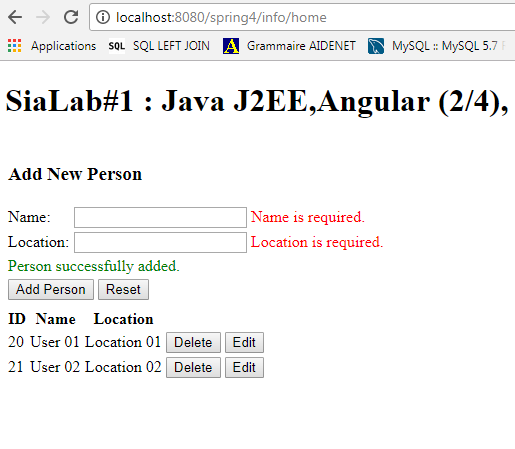 localhost:8080/spring4/info/home
Applications SQL SQL LEFT JOIN A Grammaire AIDENET MySQL :: MySQL 5.7
SiaLab#1 : Java J2EE,Angular (2/4),
Add New Person
Name: Name is required.
Location: Location is required.
Person successfully added.
Add Person Reset
ID Name Location
20 User 01 Location 01 Delete Edit
21 User 02 Location 02 Delete Edit